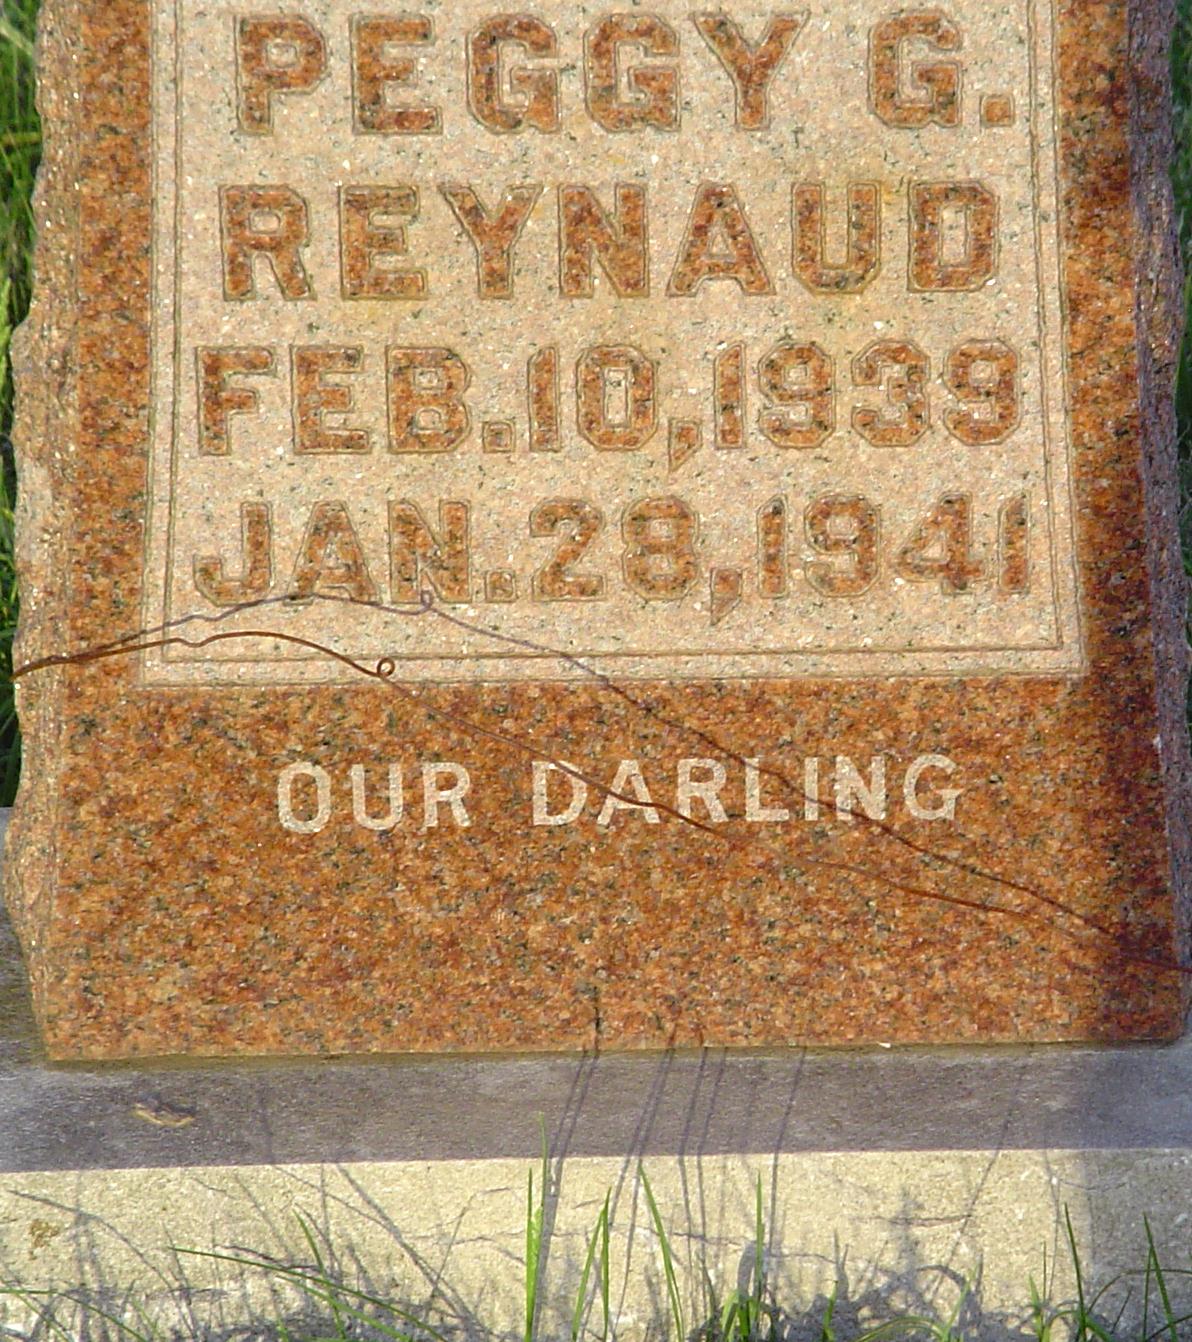 PEGGY G.
REYNAUD
FEB. 10, 1939
JAN. 28, 1941
OUR DARLING